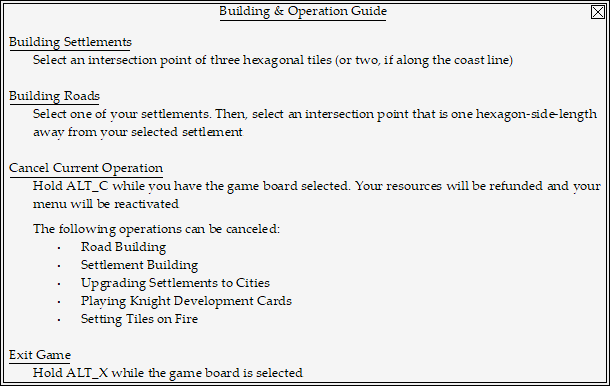 Building & Operation Guide
Building Settlements
Select an intersection point of three hexagonal tiles (or two, if along the coast line)
Building Roads
Select one of your settlements. Then, select an intersection point that is one hexagon-side-length
away from your selected settlement
Cancel Current Operation
Hold ALT_C while you have the game board selected. Your resources will be refunded and your
menu will be reactivated
The following operations can be canceled:
· Road Building
· Settlement Building
· Upgrading Settlements to Cities
· Playing Knight Development Cards
· Setting Tiles on Fire
Exit Game
Hold ALT_X while the game board is selected